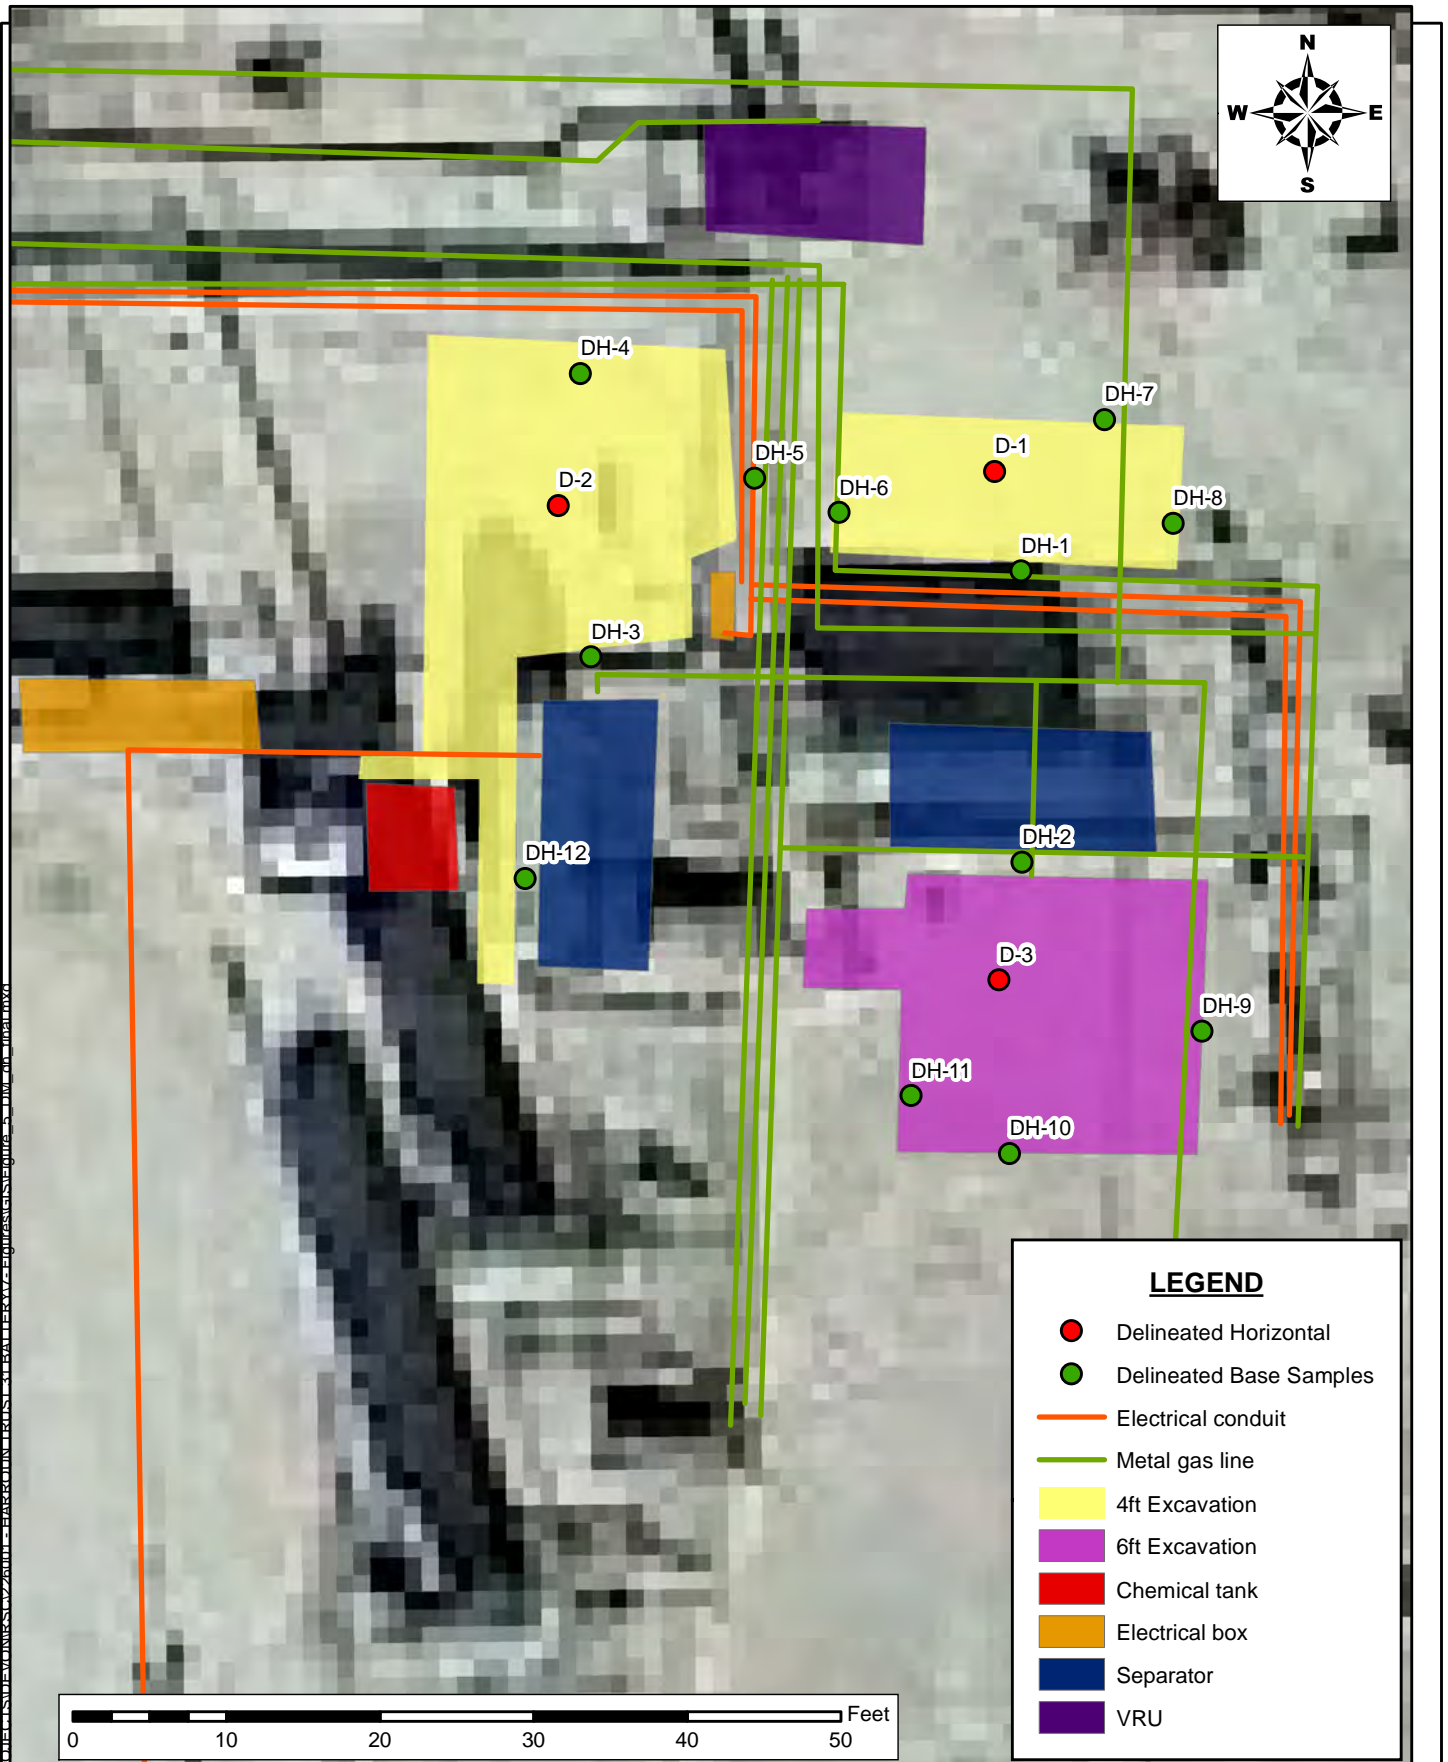 N
W E
S
DH-4
DH-7
D-1
DH-5
D-2
DH-6
DH-8
DH-1
DH-3
DH-2
DH-12
D-3
DH-9
DH-11
DH-10
LEGEND
Delineated Horizontal
Delineated Base Samples
Electrical conduit
Metal gas line
4ft Excavation
6ft Excavation
Chemical tank
Electrical box
Separator
VRU
Feet
0 10 20 30 40 50